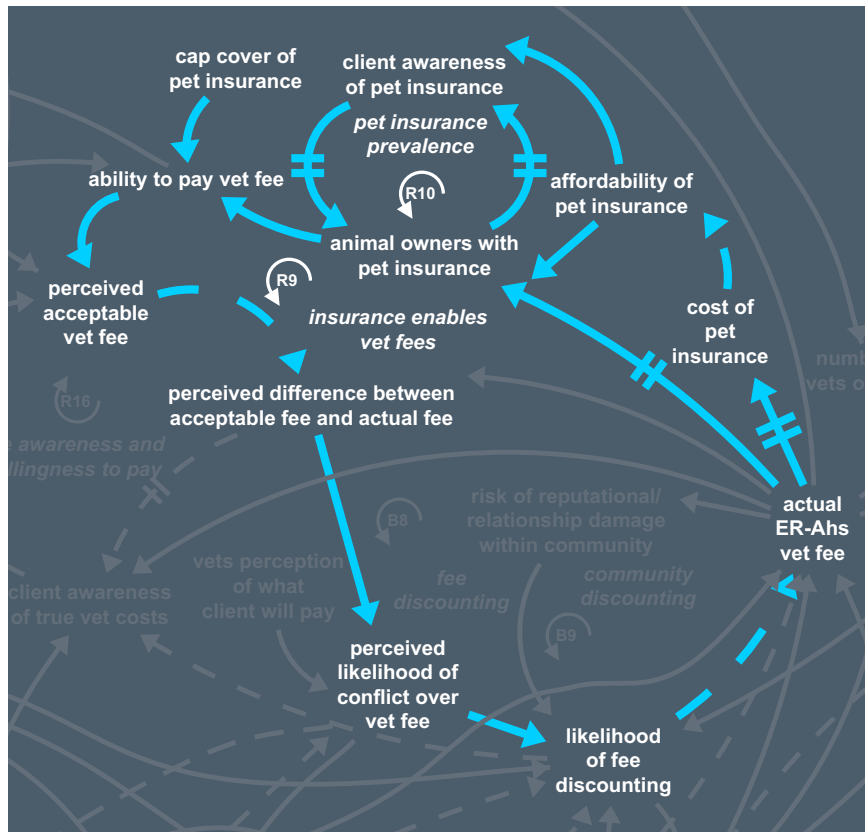 cap cover of
pet insurance
client awareness
of pet insurance
pet insurance
prevalence
ability to pay vet fee
R10
affordability of
pet insurance
animal owners with
pet insurance
R9
perceived
acceptable
vet fee
insurance enables
vet fees
cost of
pet
insurance
perceived difference between
acceptable fee and actual fee
R16
awareness and
to pay
vets
actual
ER-Ahs
vet fee
risk of reputational/
relationship damage
within community
B8
vets perception
of what
client will pay
fee
discounting
community
discounting
client awareness
of true vet costs
B9
perceived
likelihood of
conflict over
vet fee
likelihood
of fee
discounting